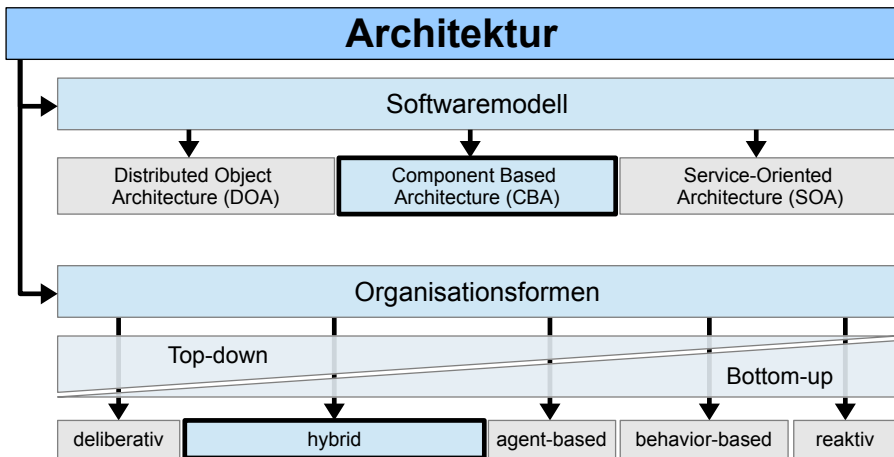 Architektur
Softwaremodell
Distributed Object
Architecture (DOA)
Component Based
Architecture (CBA)
Service-Oriented
Architecture (SOA)
Organisationsformen
Top-down
Bottom-up
deliberativ
hybrid
agent-based
behavior-based
reaktiv